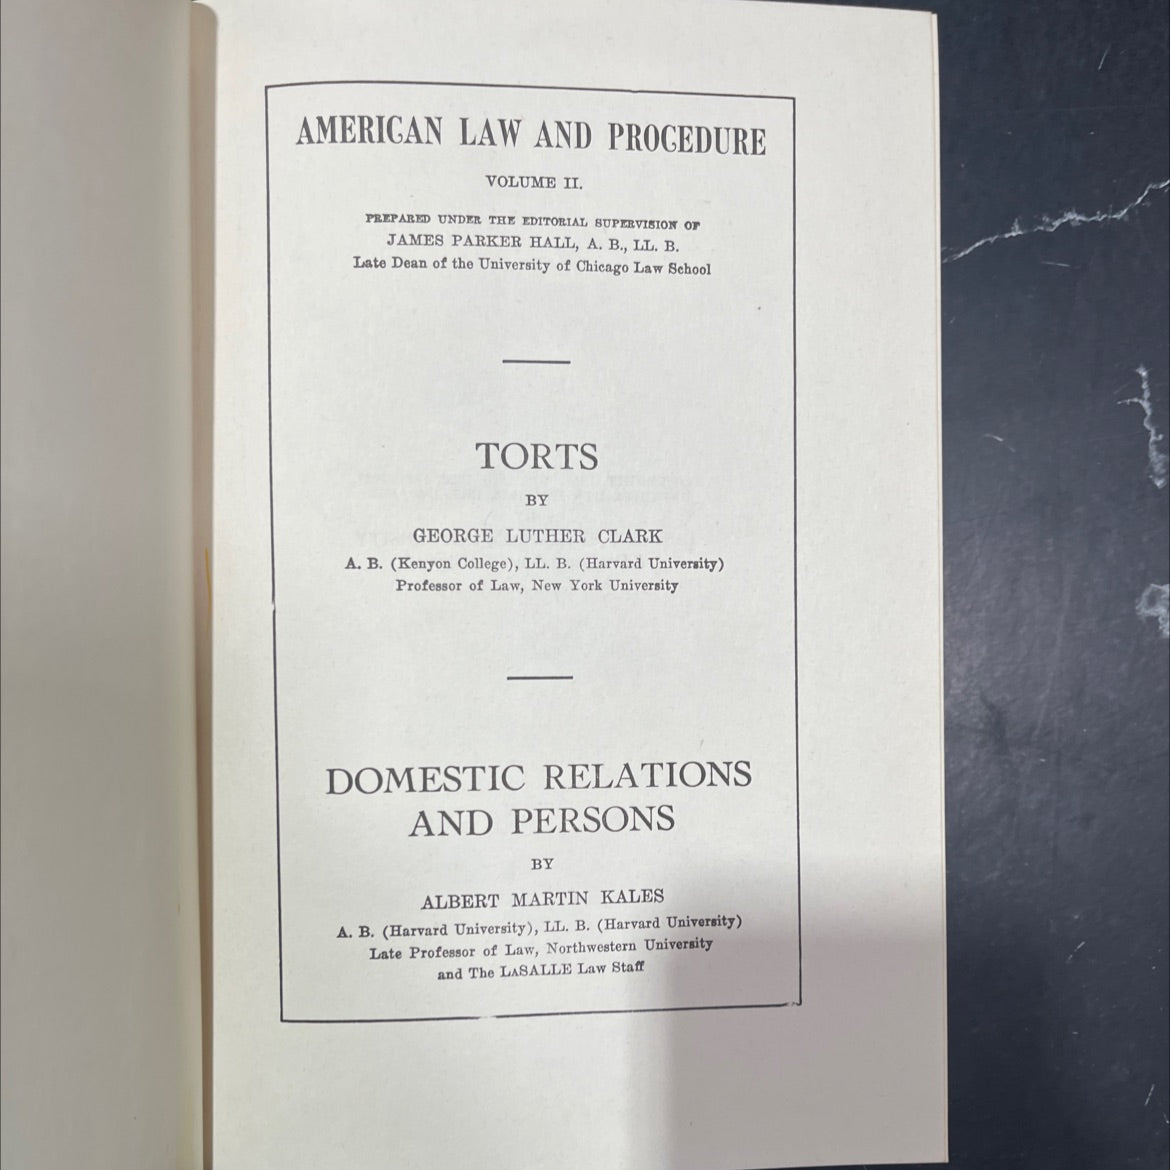 AMERICAN LAW AND PROCEDURE
VOLUME II.
PREPARED UNDER THE EDITORIAL SUPERVISION OF
JAMES PARKER HALL, A. B., LL. B.
Late Dean of the University of Chicago Law School
TORTS
BY
GEORGE LUTHER CLARK
A. B. (Kenyon College), LL. B. (Harvard University)
Professor of Law, New York University
DOMESTIC RELATIONS
AND PERSONS
BY
ALBERT MARTIN KALES
A. B. (Harvard University), LL. B. (Harvard University)
Late Professor of Law, Northwestern University
and The LASALLE Law Staff